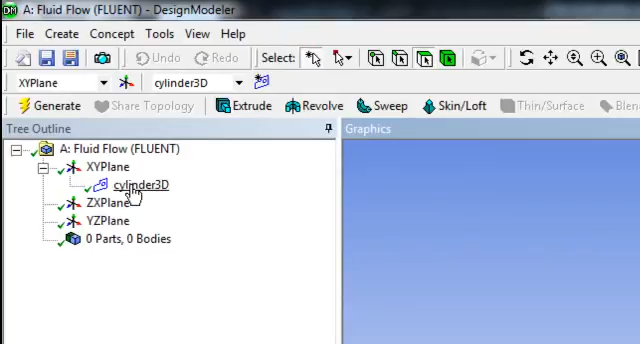 DM A: Fluid Flow (FLUENT) - DesignModeler
File Create Concept Tools View Help
Undo Redo Select:
XYPlane cylinder3D
Generate Share Topology Extrude Revolve Sweep Skin/Loft Thin/Surface Blen
Tree Outline Graphics
A: Fluid Flow (FLUENT)
XYPlane
cylinder3D
ZXPlane
YZPlane
0 Parts, 0 Bodies